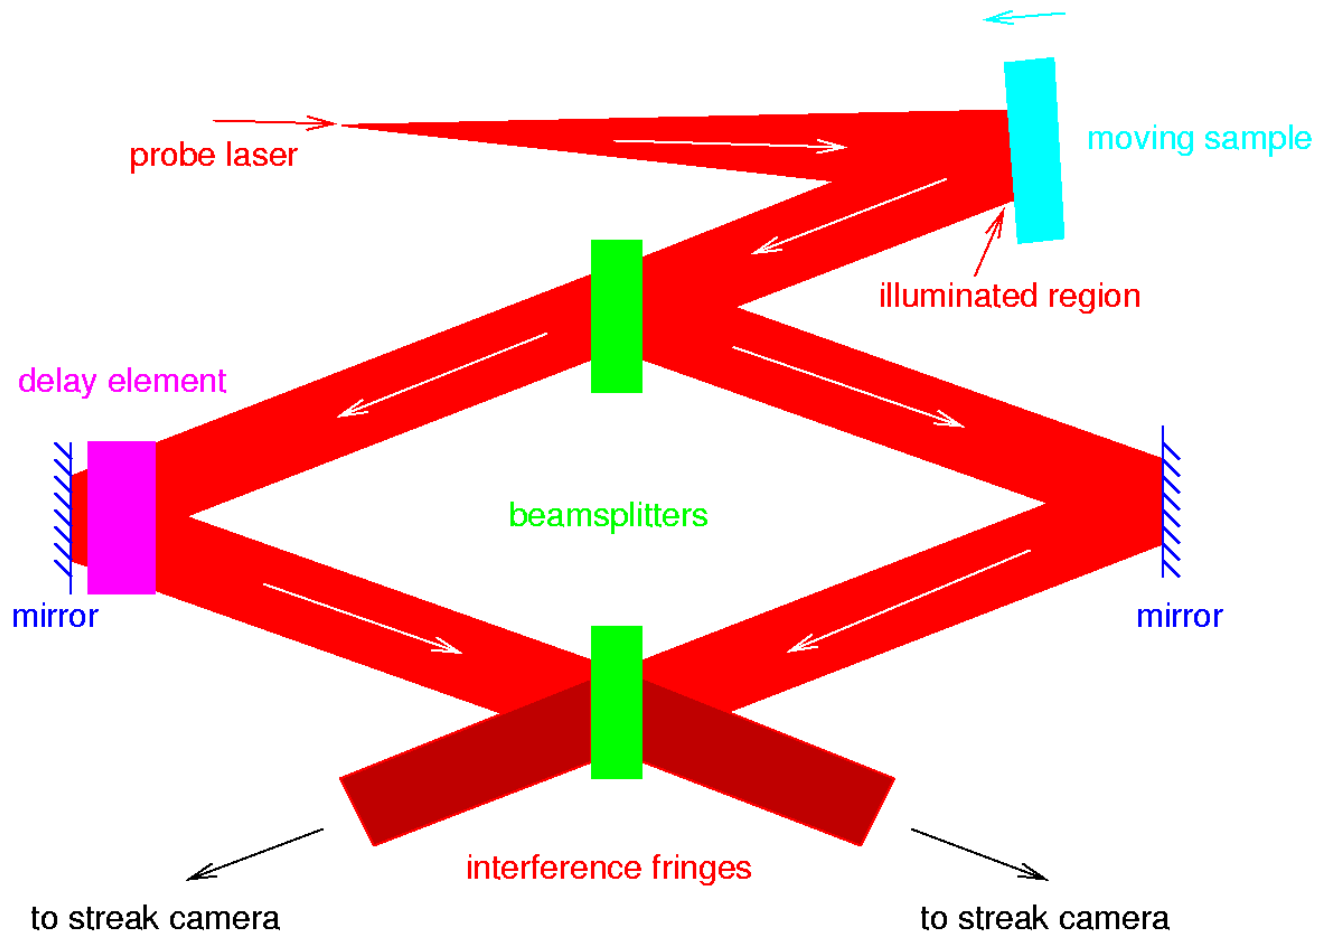 probe laser
moving sample
illuminated region
delay element
beamsplitters
mirror
mirror
interference fringes
to streak camera
to streak camera